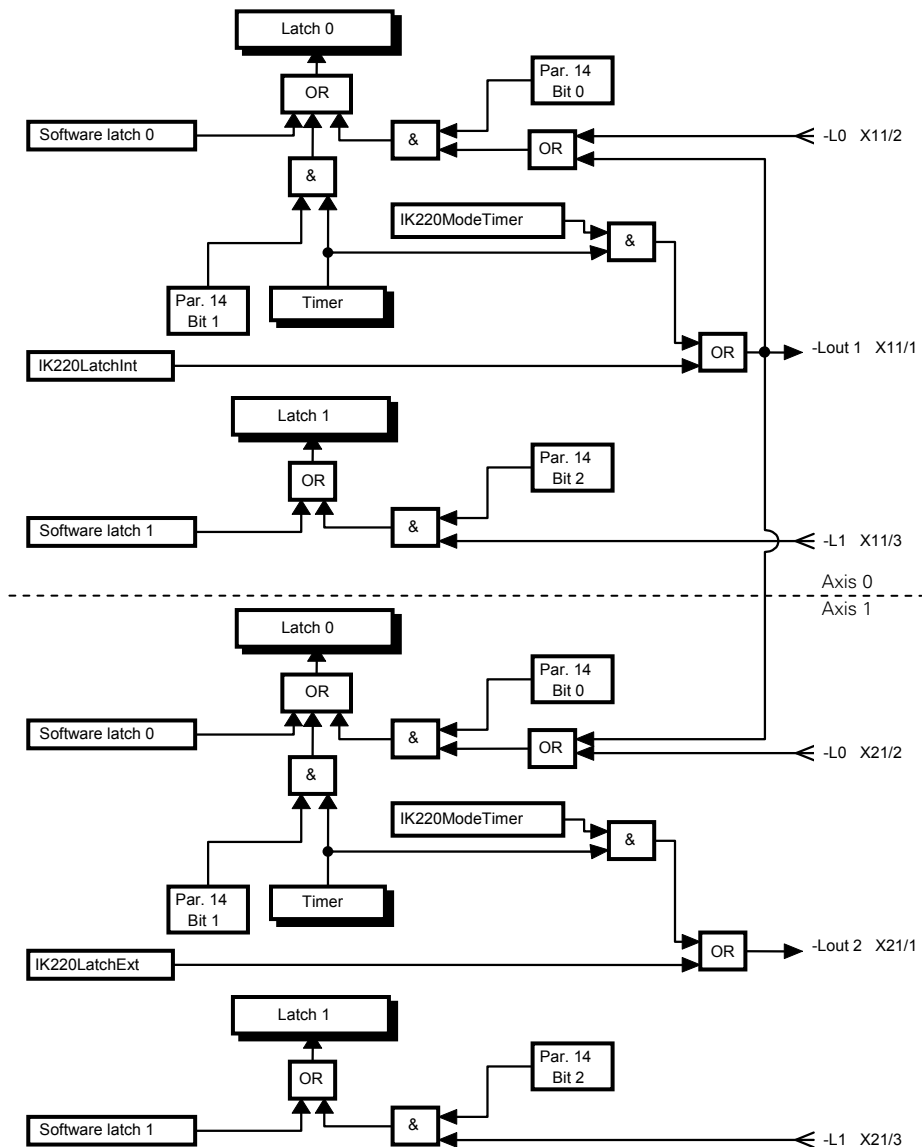 Latch 0
OR
Par. 14
Bit 0
Software latch 0
&
OR
-L0 X11/2
&
IK220ModeTimer
&
Par. 14
Bit 1
Timer
OR
-Lout 1 X11/1
IK220LatchInt
Latch 1
OR
Par. 14
Bit 2
Software latch 1
&
-L1 X11/3
Axis 0
Axis 1
Latch 0
OR
Par. 14
Bit 0
Software latch 0
&
OR
-L0 X21/2
&
IK220ModeTimer
&
Par. 14
Bit 1
Timer
OR
-Lout 2 X21/1
IK220LatchExt
Latch 1
OR
Par. 14
Bit 2
Software latch 1
&
-L1 X21/3